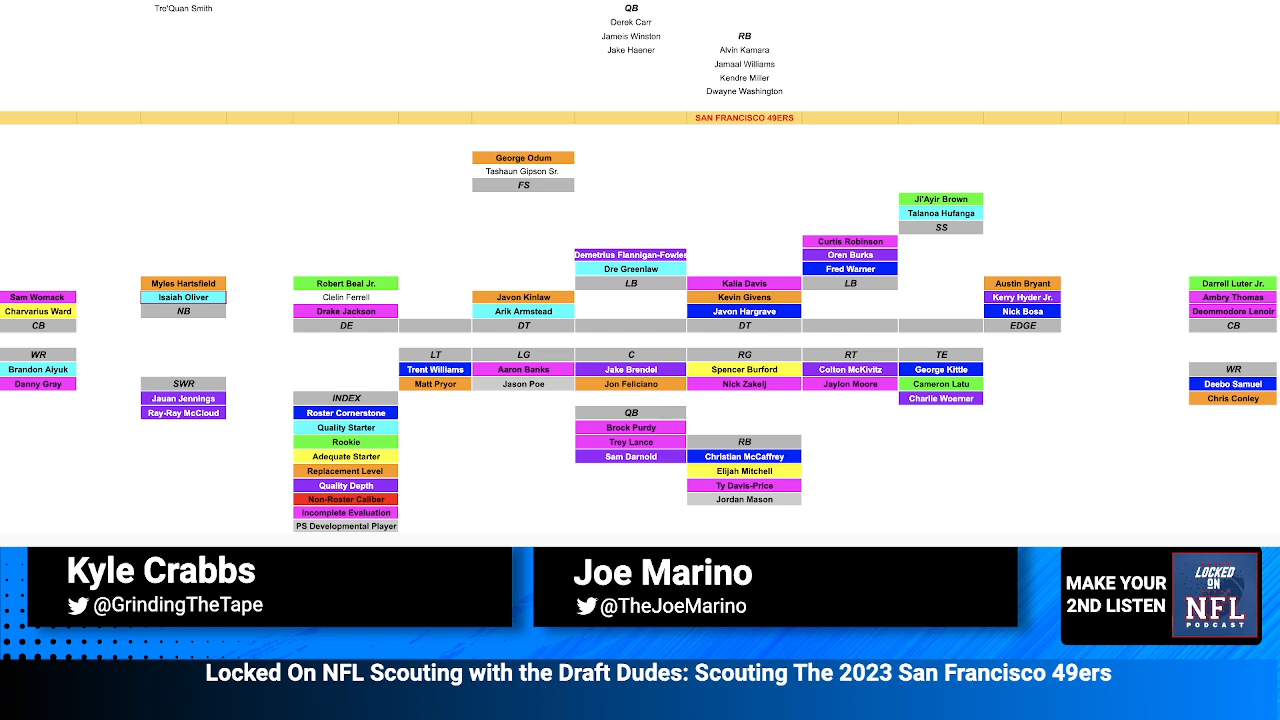 Tre'Quan Smith
QB
Derek Carr
Jameis Winston
Jake Haener
RB
Alvin Kamara
Jamaal Williams
Kendre Miller
Dwayne Washington
SAN FRANCISCO 49ERS
George Odum
Tashaun Gipson Sr.
FS
Ji'Ayir Brown
Talanoa Hufanga
SS
Demetrius Flannigan-Fowles
Dre Greenlaw
LB
Curtis Robinson
Oren Burks
Fred Warner
LB
Sam Womack
Charvarius Ward
CB
Myles Hartsfield
Isaiah Oliver
NB
Robert Beal Jr.
Clelin Ferrell
Drake Jackson
DE
Javon Kinlaw
Arik Armstead
DT
Kalia Davis
Kevin Givens
Javon Hargrave
DT
Austin Bryant
Kerry Hyder Jr.
Nick Bosa
EDGE
Darrell Luter Jr.
Ambry Thomas
Deommodore Lenoir
CB
WR
Brandon Aiyuk
Danny Gray
SWR
Jauan Jennings
Ray-Ray McCloud
LT
Trent Williams
Matt Pryor
LG
Aaron Banks
Jason Poe
C
Jake Brendel
Jon Feliciano
RG
Spencer Burford
Nick Zakelj
RT
Colton McKivitz
Jaylon Moore
TE
George Kittle
Cameron Latu
Charlie Woerner
WR
Deebo Samuel
Chris Conley
INDEX
Roster Cornerstone
Quality Starter
Rookie
Adequate Starter
Replacement Level
Quality Depth
Non-Roster Caliber
Incomplete Evaluation
PS Developmental Player
QB
Brock Purdy
Trey Lance
Sam Darnold
RB
Christian McCaffrey
Elijah Mitchell
Ty Davis-Price
Jordan Mason
Kyle Crabbs
@GrindingTheTape
Joe Marino
@TheJoeMarino
MAKE YOUR
2ND LISTEN
LOCKED
ON
NFL
PODCAST
Locked On NFL Scouting with the Draft Dudes: Scouting The 2023 San Francisco 49ers